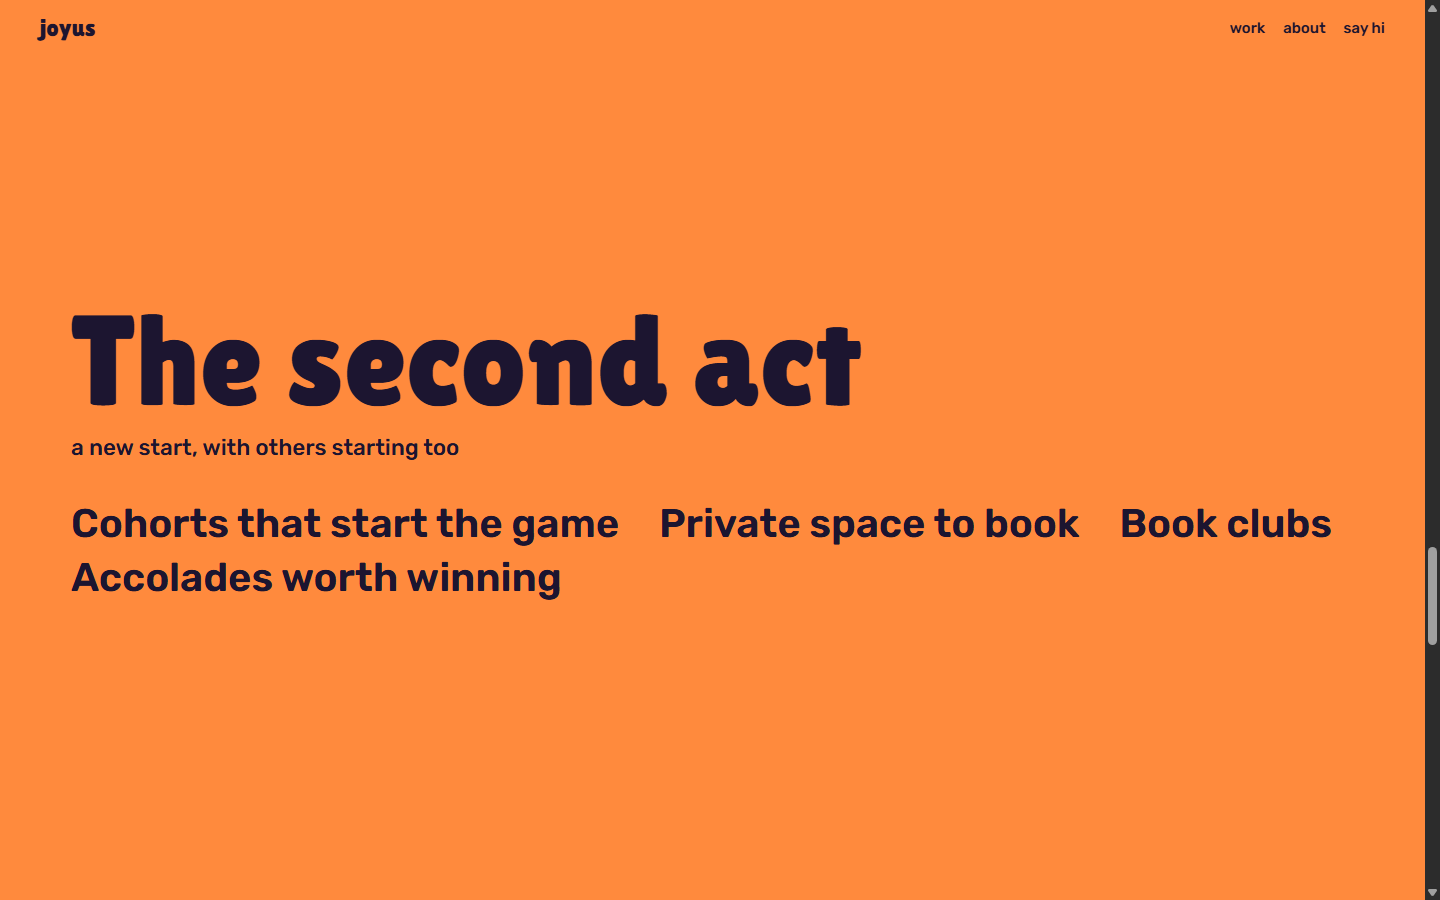 joyus
work about say hi
The second act
a new start, with others starting too
Cohorts that start the game Private space to book Book clubs
Accolades worth winning